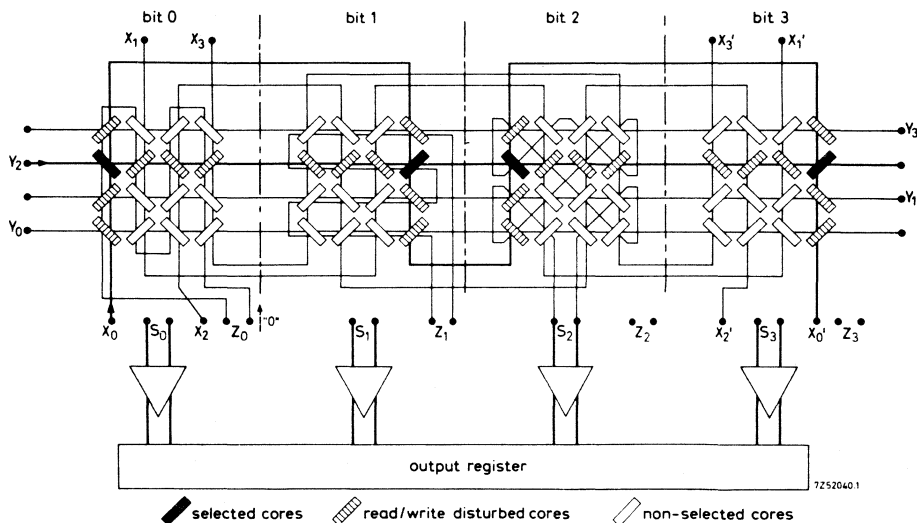 bit 0 bit 1 bit 2 bit 3
X1 X3 X3' X1'
Y3
Y2
Y1
Y0
X0 S0 X2 Z0 "0" S1 Z1 S2 Z2 X2' S3 X0' Z3
output register
7Z52040.1
selected cores read/write disturbed cores non-selected cores